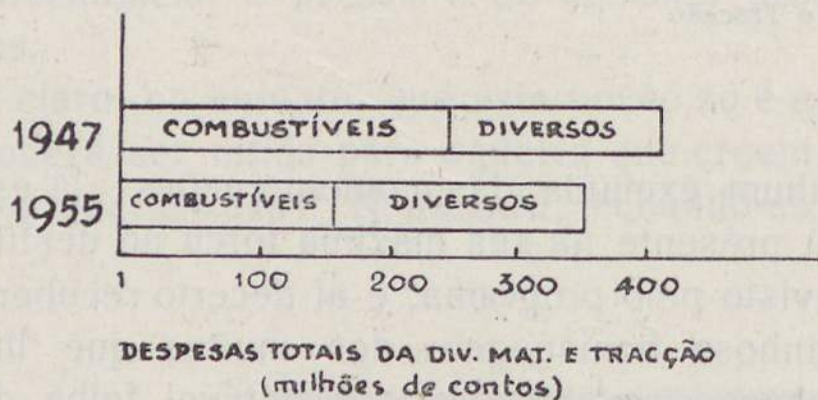 1947 COMBUSTÍVEIS DIVERSOS
1955 COMBUSTÍVEIS DIVERSOS
1 100 200 300 400
DESPESAS TOTAIS DA DIV. MAT. E TRACÇÃO
(milhões de contos)